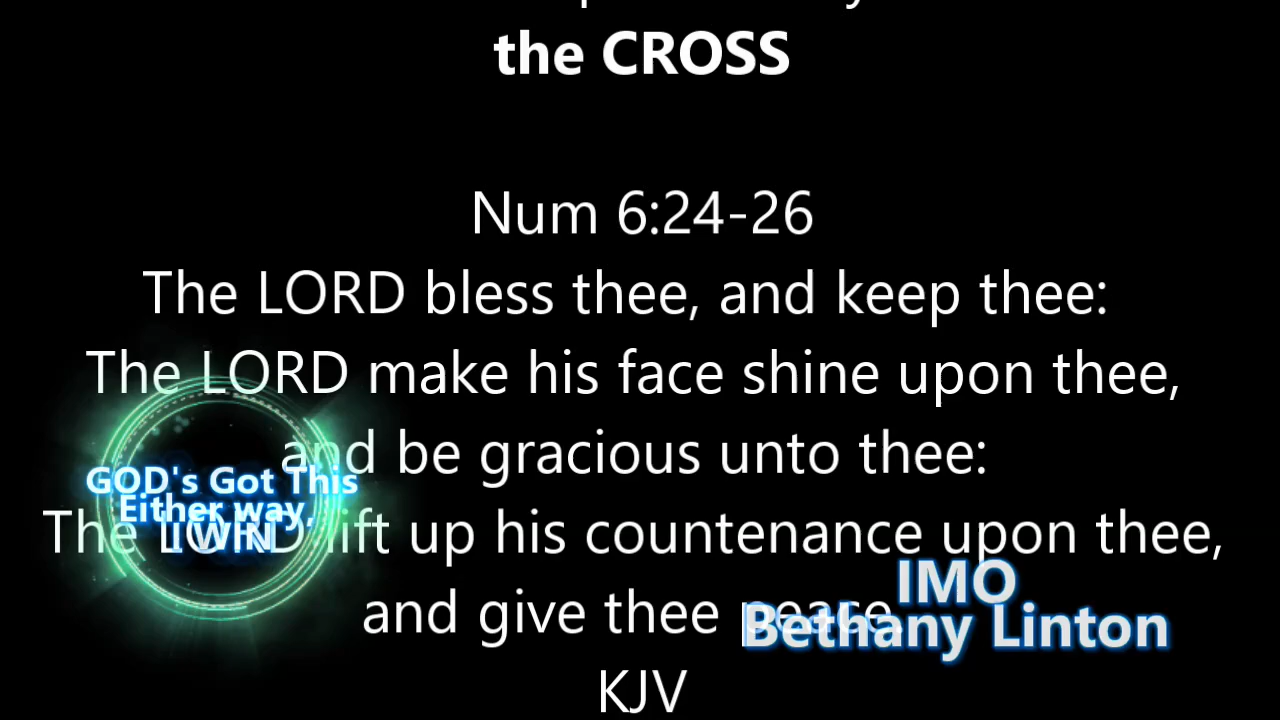 the CROSS
Num 6:24-26
The LORD bless thee, and keep thee:
The LORD make his face shine upon thee,
and be gracious unto thee:
The LORD lift up his countenance upon thee,
and give thee peace.
KJV
GOD's Got This
Either way,
I WIN
IMO
Bethany Linton